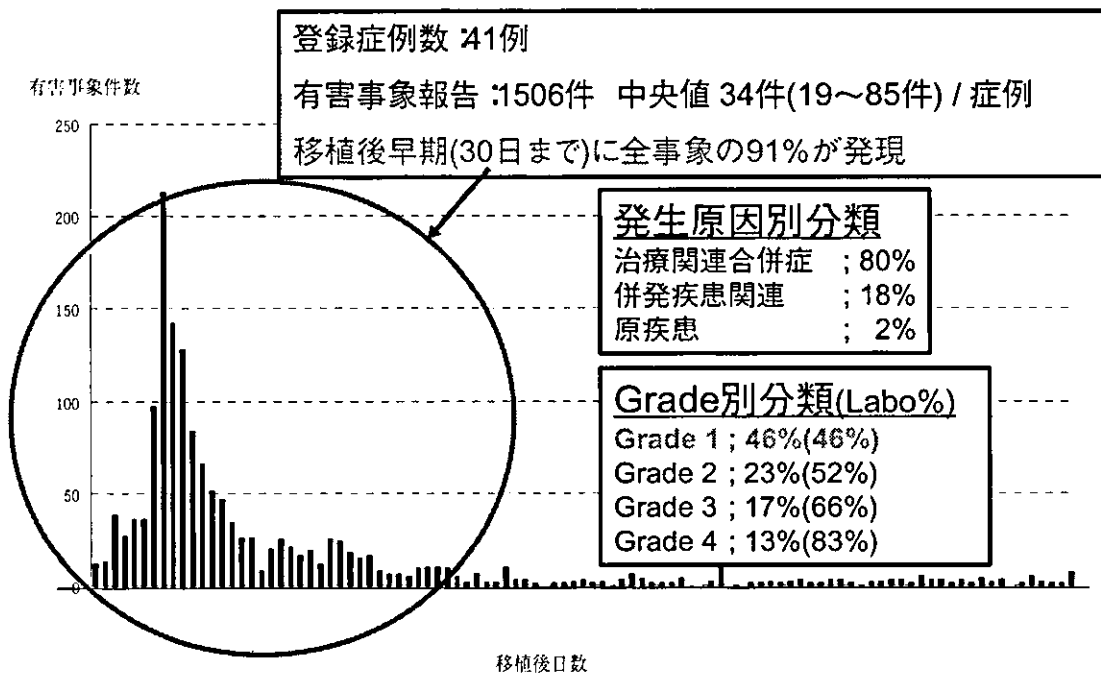 登録症例数:41例
有害事象報告:1506件 中央値 34件(19～85件) / 症例
移植後早期(30日まで)に全事象の91%が発現
有害事象件数
250
200
150
100
50
0
発生原因別分類
治療関連合併症 ; 80%
併発疾患関連 ; 18%
原疾患 ; 2%
Grade別分類(Labo%)
Grade 1 ; 46%(46%)
Grade 2 ; 23%(52%)
Grade 3 ; 17%(66%)
Grade 4 ; 13%(83%)
移植後日数